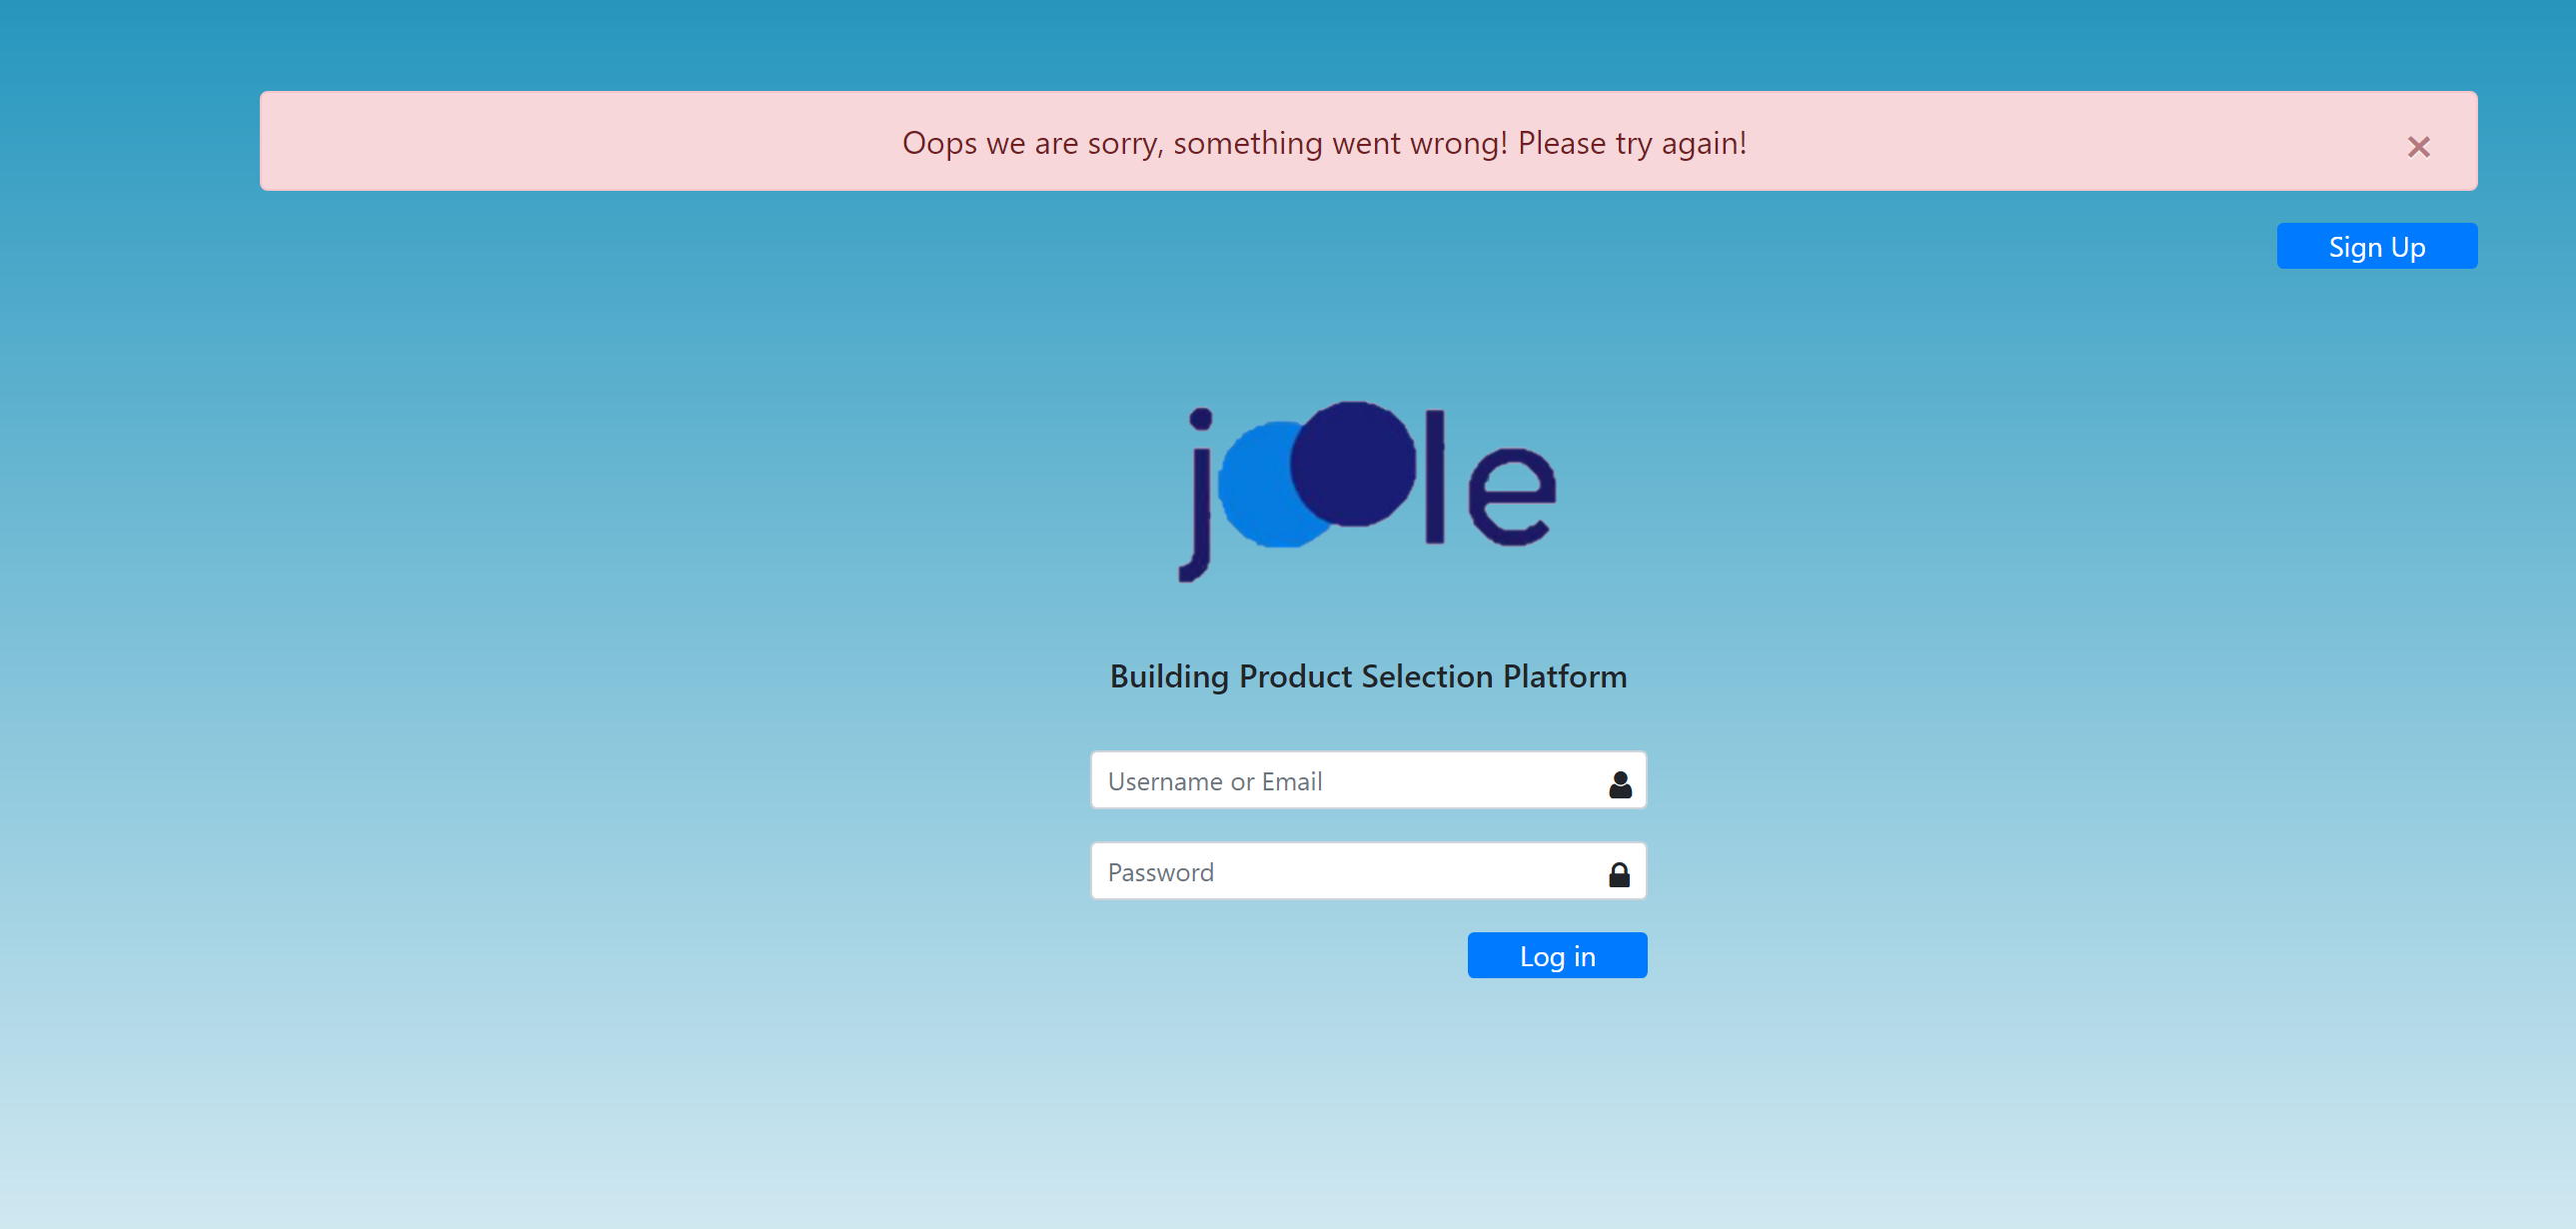 Oops we are sorry, something went wrong! Please try again!
×
Sign Up
joole
Building Product Selection Platform
Username or Email
Password
Log in